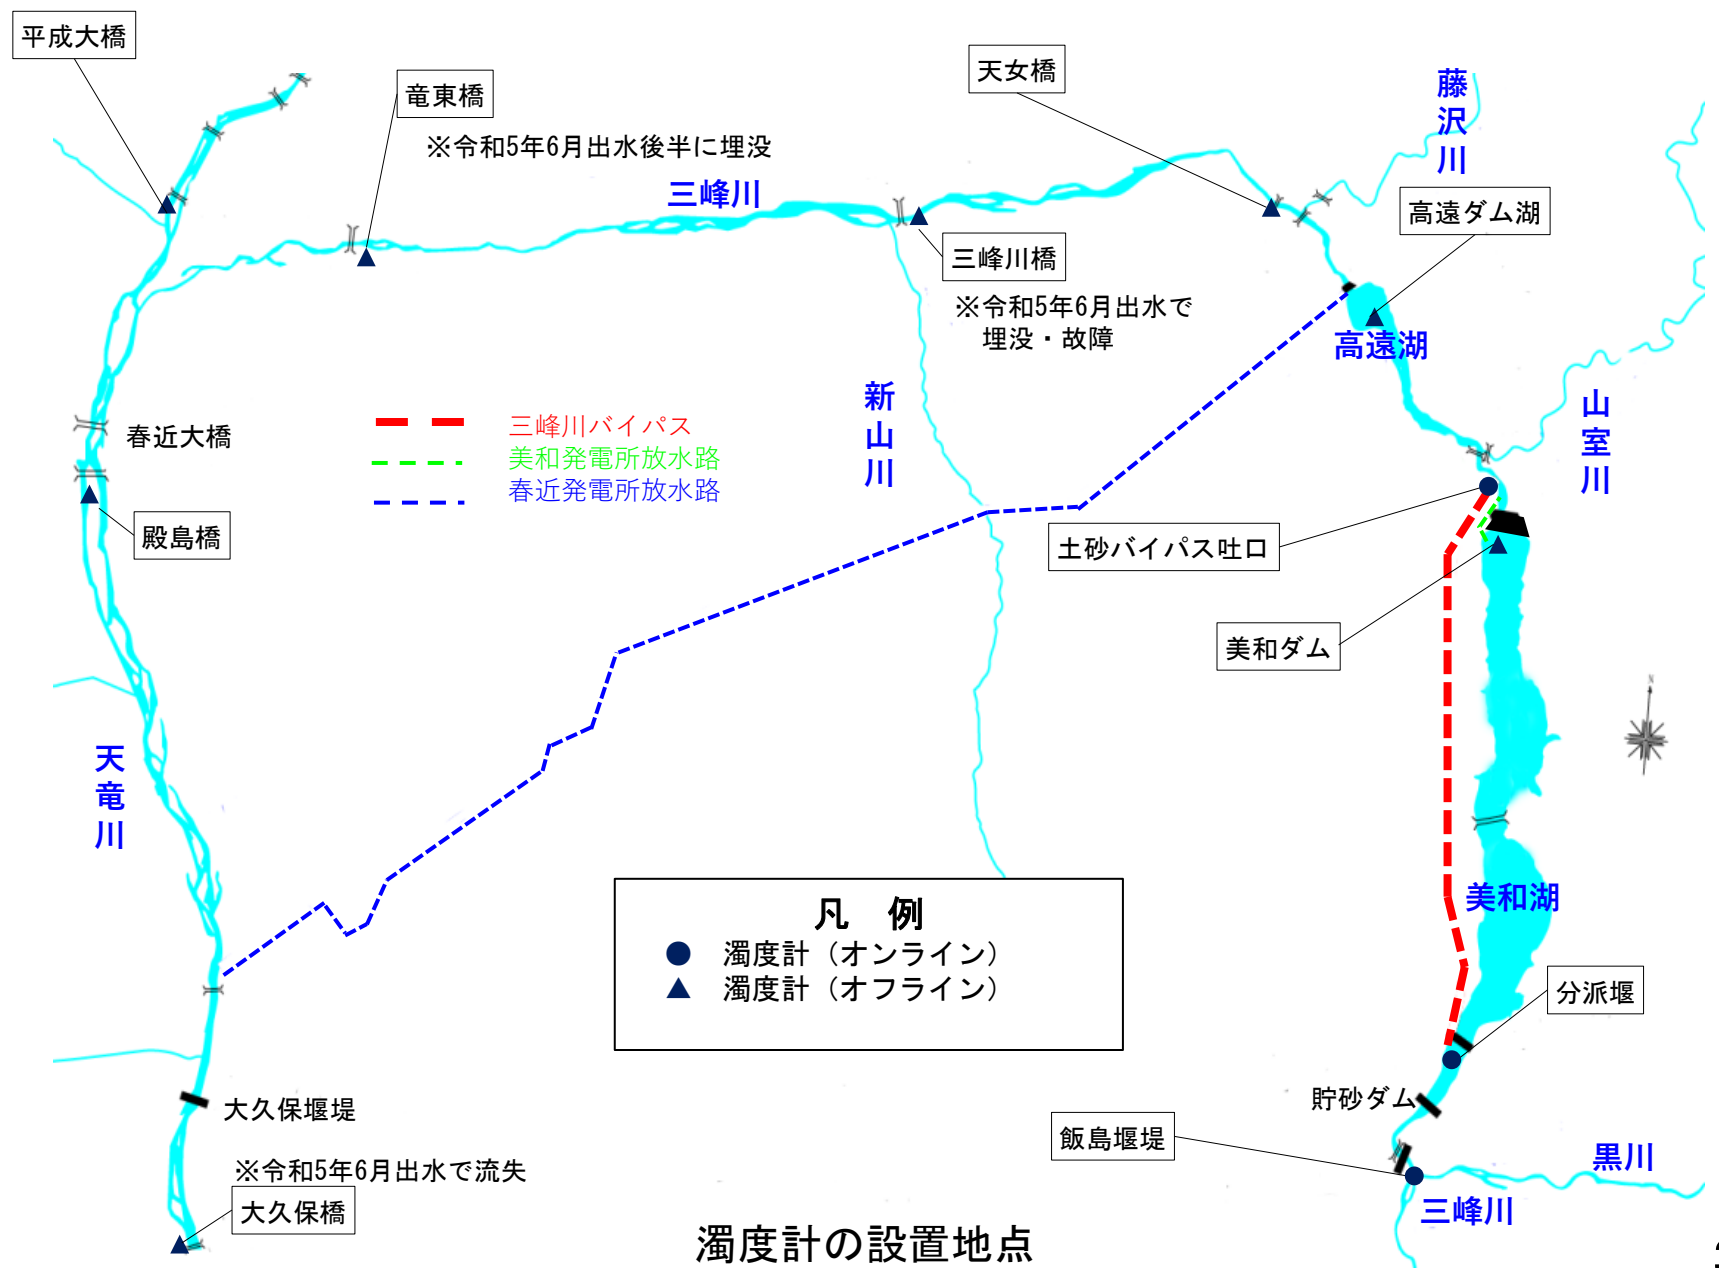 平成大橋
竜東橋
※令和5年6月出水後半に埋没
三峰川
天女橋
藤沢川
高遠ダム湖
三峰川橋
※令和5年6月出水で
埋没・故障
高遠湖
新山川
山室川
春近大橋
三峰川バイパス
美和発電所放水路
春近発電所放水路
殿島橋
土砂バイパス吐口
美和ダム
N
天竜川
美和湖
凡 例
濁度計（オンライン）
濁度計（オフライン）
分派堰
貯砂ダム
大久保堰堤
飯島堰堤
黒川
三峰川
※令和5年6月出水で流失
大久保橋
濁度計の設置地点